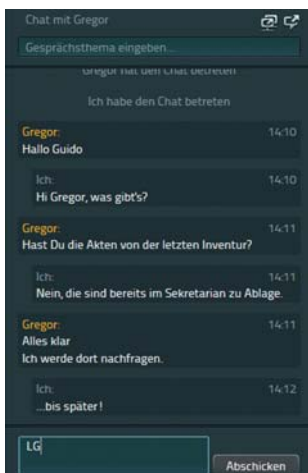 Chat mit Gregor
Gesprächsthema eingeben...
Gregor hat den Chat betreten
Ich habe den Chat betreten
Gregor: 14:10
Hallo Guido
Ich: 14:10
Hi Gregor, was gibt's?
Gregor: 14:11
Hast Du die Akten von der letzten Inventur?
Ich: 14:11
Nein, die sind bereits im Sekretarian zu Ablage.
Gregor: 14:11
Alles klar
Ich werde dort nachfragen.
Ich: 14:12
...bis später!
LG
Abschicken